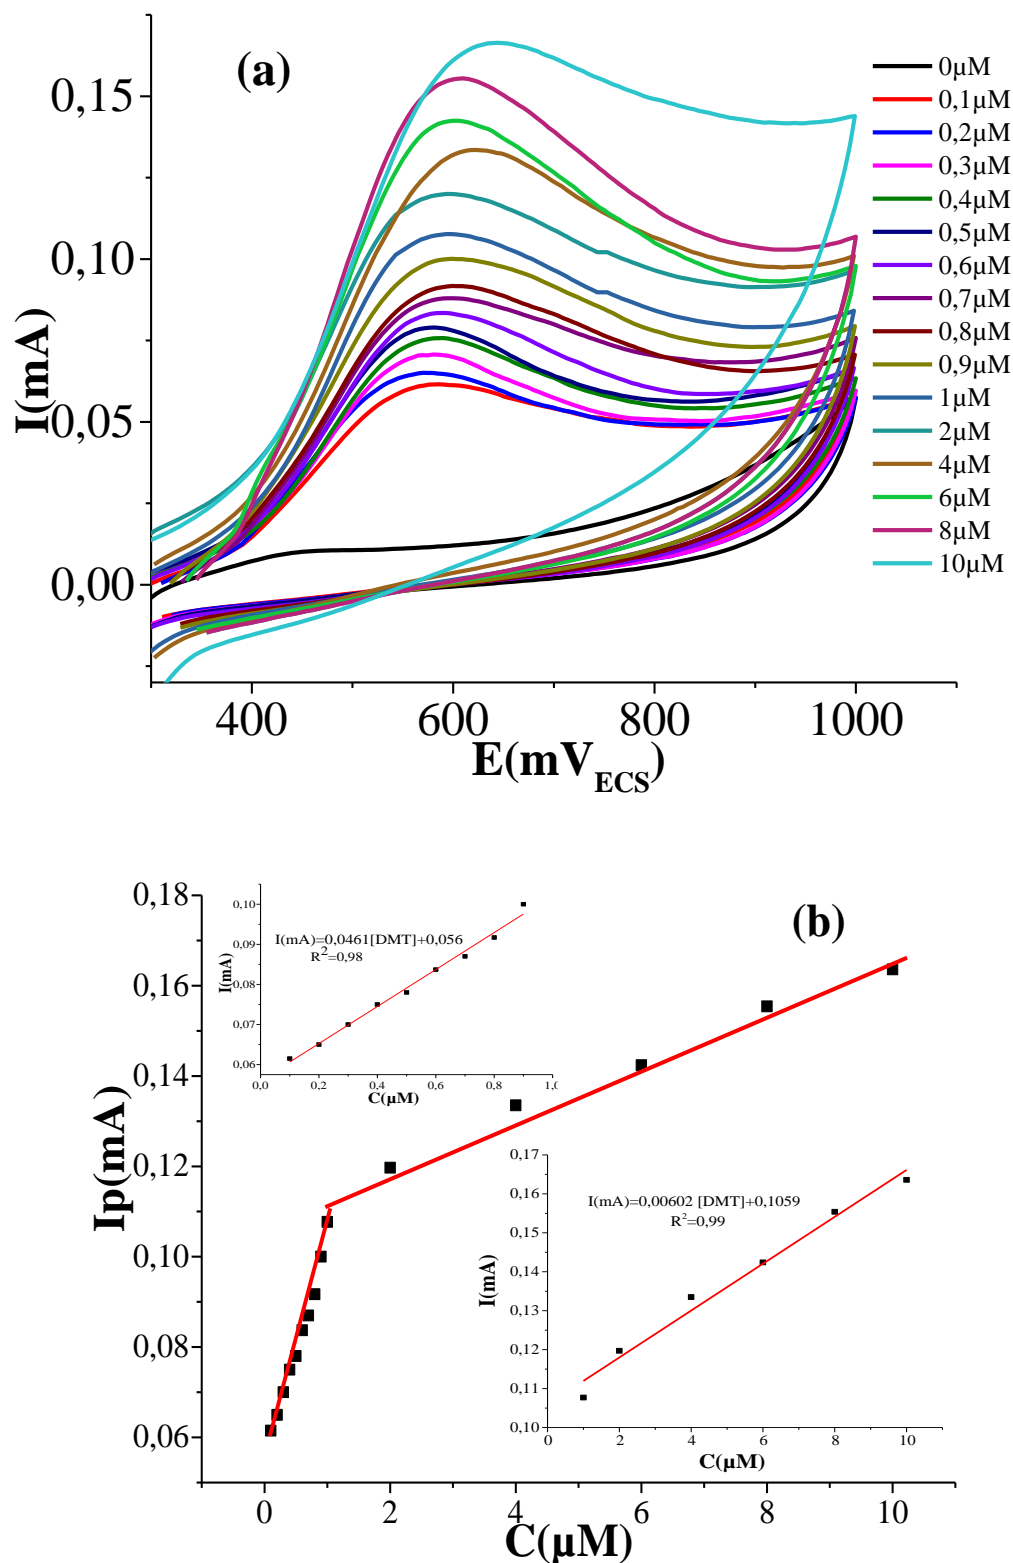 (a)
0,15
0,10
0,05
0,00
I(mA)
400
600
800
1000
E(mV_ECS)
0µM
0,1µM
0,2µM
0,3µM
0,4µM
0,5µM
0,6µM
0,7µM
0,8µM
0,9µM
1µM
2µM
4µM
6µM
8µM
10µM
(b)
0,18
0,16
0,14
0,12
0,10
0,08
0,06
Ip(mA)
0
2
4
6
8
10
C(µM)
I(mA)=0,0461[DMT]+0,056
R²=0,98
0,10
0,09
0,08
0,07
0,06
I(mA)
0,0
0,2
0,4
0,6
0,8
1,0
C(µM)
I(mA)=0,00602 [DMT]+0,1059
R²=0,99
0,17
0,16
0,15
0,14
0,13
0,12
0,11
0,10
I(mA)
0
2
4
6
8
10
C(µM)